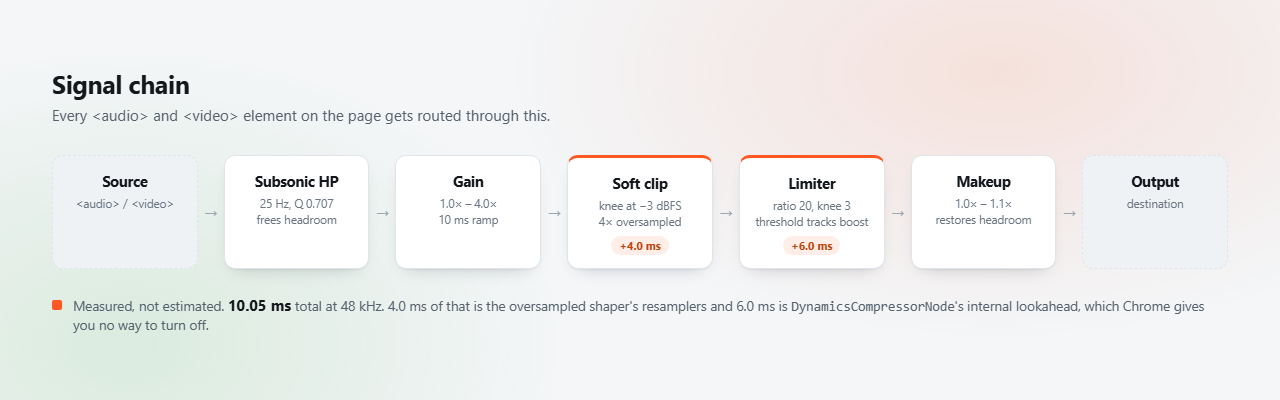 Signal chain
Every <audio> and <video> element on the page gets routed through this.
Source
<audio> / <video>
→
Subsonic HP
25 Hz, Q 0.707
frees headroom
→
Gain
1.0× – 4.0×
10 ms ramp
→
Soft clip
knee at −3 dBFS
4× oversampled
+4.0 ms
→
Limiter
ratio 20, knee 3
threshold tracks boost
+6.0 ms
→
Makeup
1.0× – 1.1×
restores headroom
→
Output
destination
Measured, not estimated. 10.05 ms total at 48 kHz. 4.0 ms of that is the oversampled shaper's resamplers and 6.0 ms is DynamicsCompressorNode's internal lookahead, which Chrome gives
you no way to turn off.